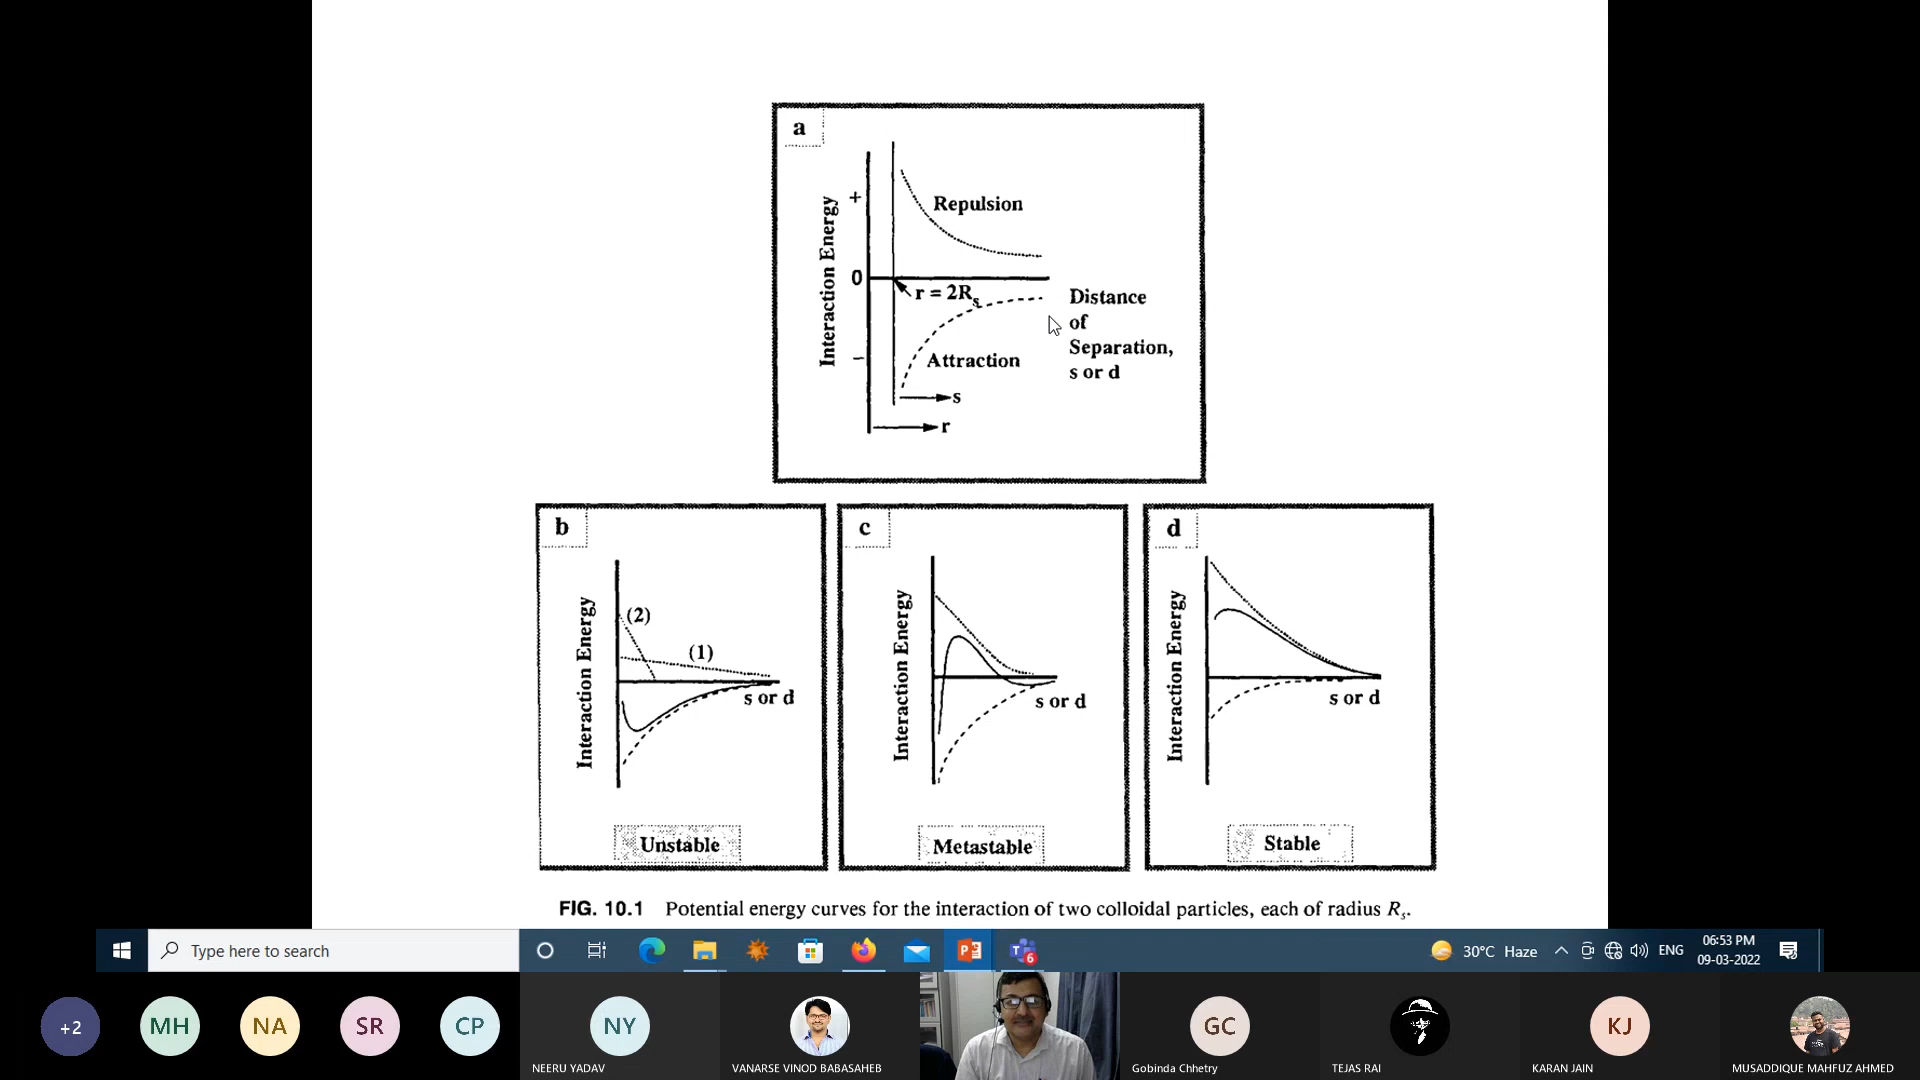 a
Interaction Energy
+
0
−
Repulsion
r = 2Rs
Attraction
s
r
Distance
of
Separation,
s or d
b
Interaction Energy
(2)
(1)
s or d
Unstable
c
Interaction Energy
s or d
Metastable
d
Interaction Energy
s or d
Stable
FIG. 10.1 Potential energy curves for the interaction of two colloidal particles, each of radius Rs.
Type here to search
6
30°C Haze
ENG
06:53 PM
09-03-2022
+2
MH
NA
SR
CP
NY
GC
KJ
NEERU YADAV
VANARSE VINOD BABASAHEB
Gobinda Chhetry
TEJAS RAI
KARAN JAIN
MUSADDIQUE MAHFUZ AHMED